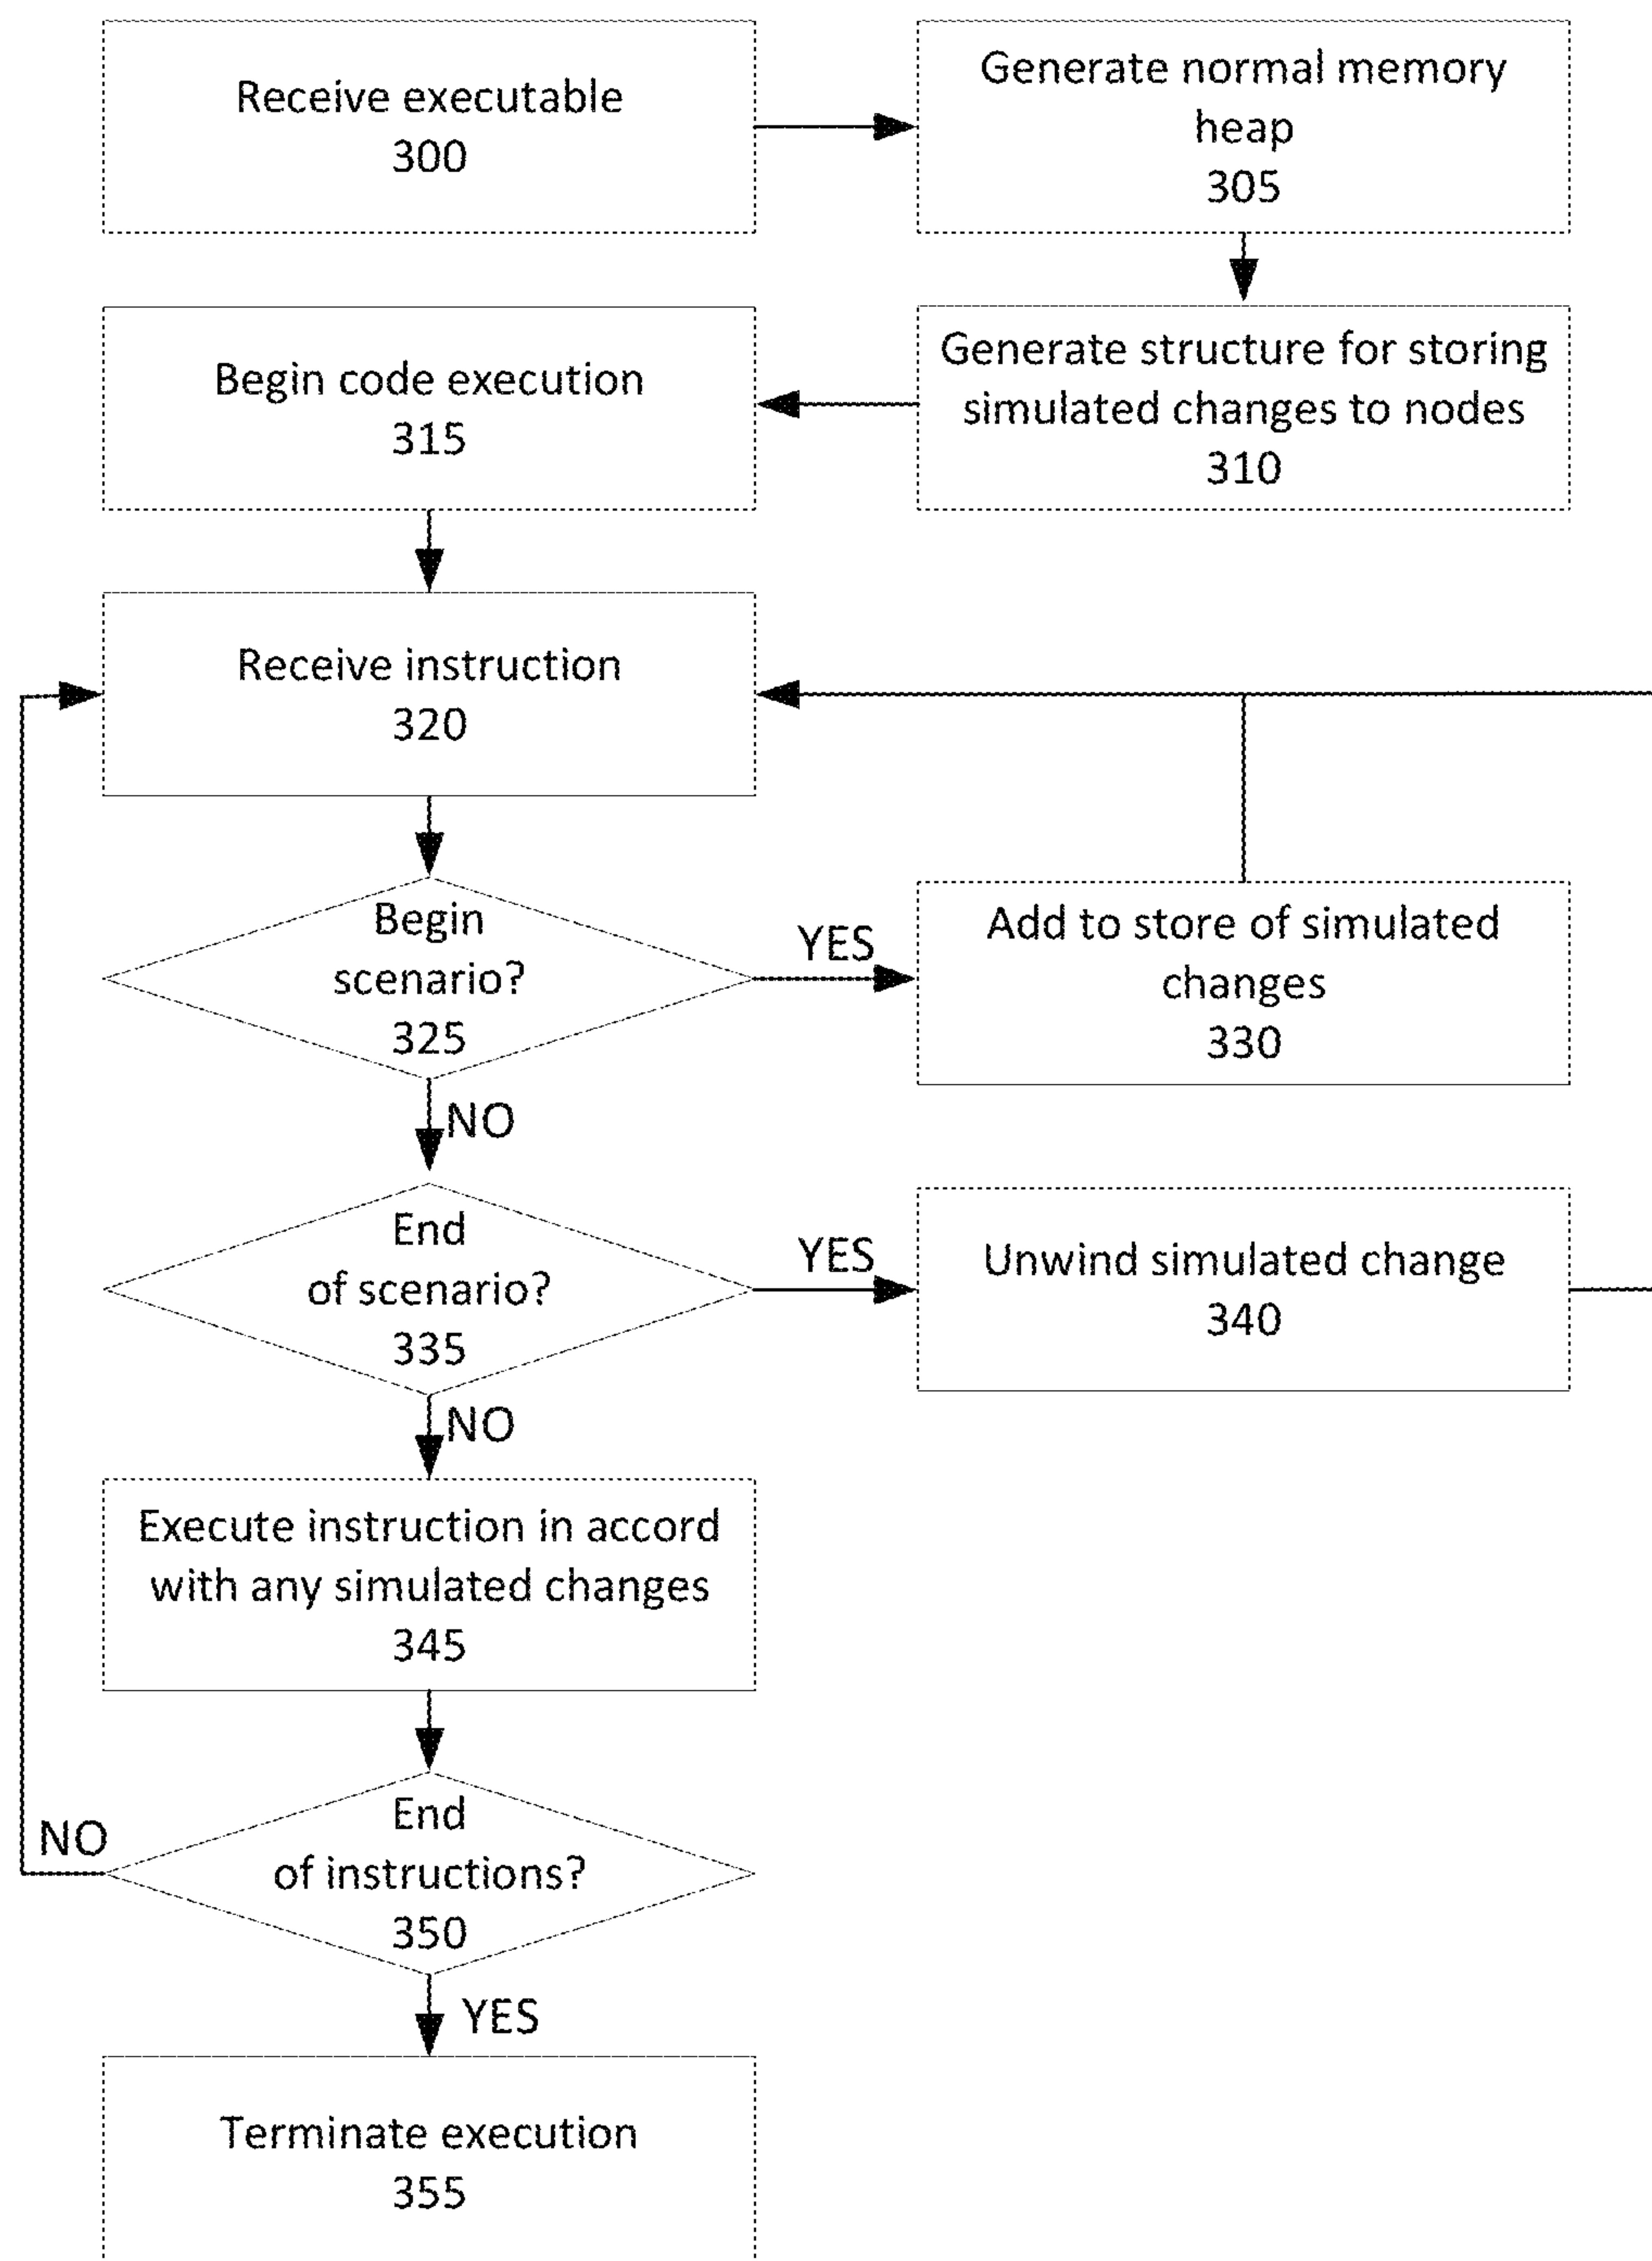 Receive executable
300
Generate normal memory
heap
305
Generate structure for storing
simulated changes to nodes
310
Begin code execution
315
Receive instruction
320
Begin
scenario?
325
YES
Add to store of simulated
changes
330
NO
End
of scenario?
335
YES
Unwind simulated change
340
NO
Execute instruction in accord
with any simulated changes
345
End
of instructions?
350
NO
YES
Terminate execution
355